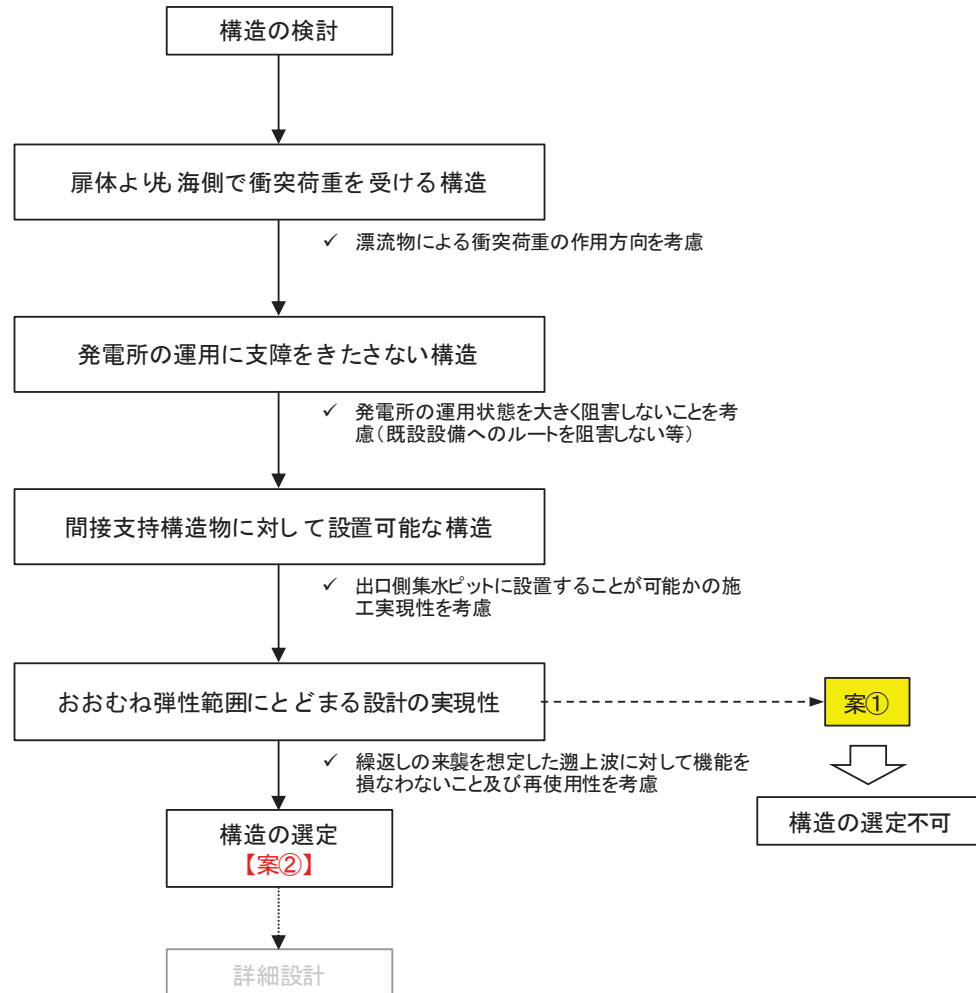 構造の検討
扉体よりも海側で衝突荷重を受ける構造
✓ 漂流物による衝突荷重の作用方向を考慮
発電所の運用に支障をきたさない構造
✓ 発電所の運用状態を大きく阻害しないことを考
慮(既設設備へのルートを阻害しない等)
間接支持構造物に対して設置可能な構造
✓ 出口側集水ピットに設置することが可能かの施
工実現性を考慮
おおむね弾性範囲にとどまる設計の実現性
案①
✓ 繰返しの来襲を想定した遡上波に対して機能を
損なわないこと及び再使用性を考慮
構造の選定不可
構造の選定
【案②】
詳細設計